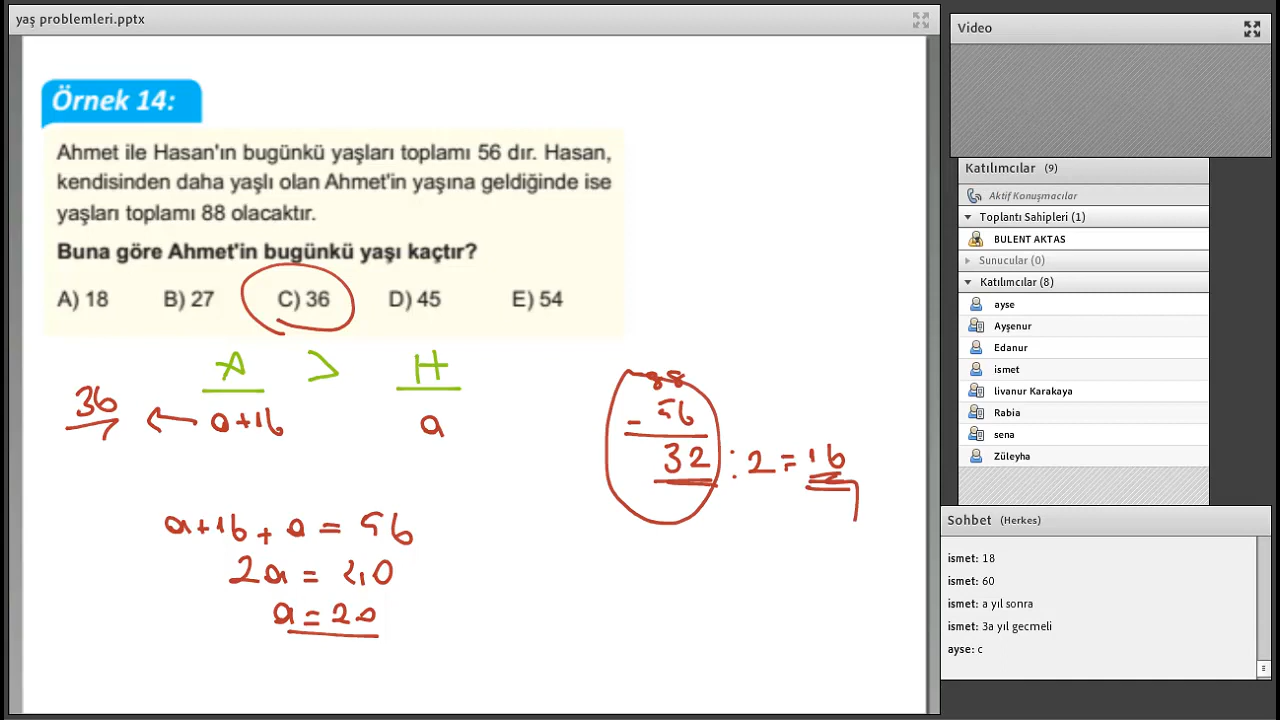 yaş problemleri.pptx
Örnek 14:
Ahmet ile Hasan'ın bugünkü yaşları toplamı 56 dır. Hasan,
kendisinden daha yaşlı olan Ahmet'in yaşına geldiğinde ise
yaşları toplamı 88 olacaktır.
Buna göre Ahmet'in bugünkü yaşı kaçtır?
A) 18 B) 27 C) 36 D) 45 E) 54
A > H
36 ← a+16 a
a+16 + a = 56
2a = 40
a = 20
88
- 56
32 : 2 = 16
Video
Katılımcılar (9)
Aktif Konuşmacılar
Toplantı Sahipleri (1)
BULENT AKTAS
Sunucular (0)
Katılımcılar (8)
ayse
Ayşenur
Edanur
ismet
livanur Karakaya
Rabia
sena
Züleyha
Sohbet (Herkes)
ismet: 18
ismet: 60
ismet: a yıl sonra
ismet: 3a yıl gecmeli
ayse: c